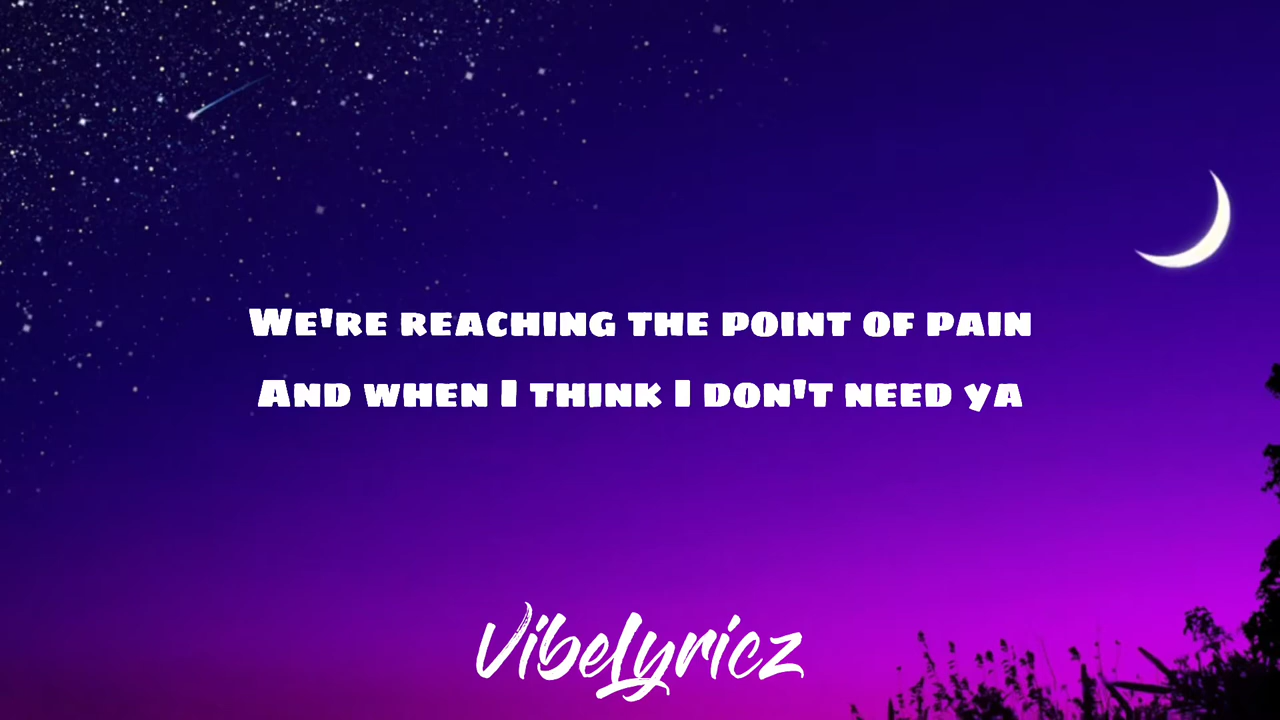 We're reaching the point of pain
And when I think I don't need ya
VibeLyricz